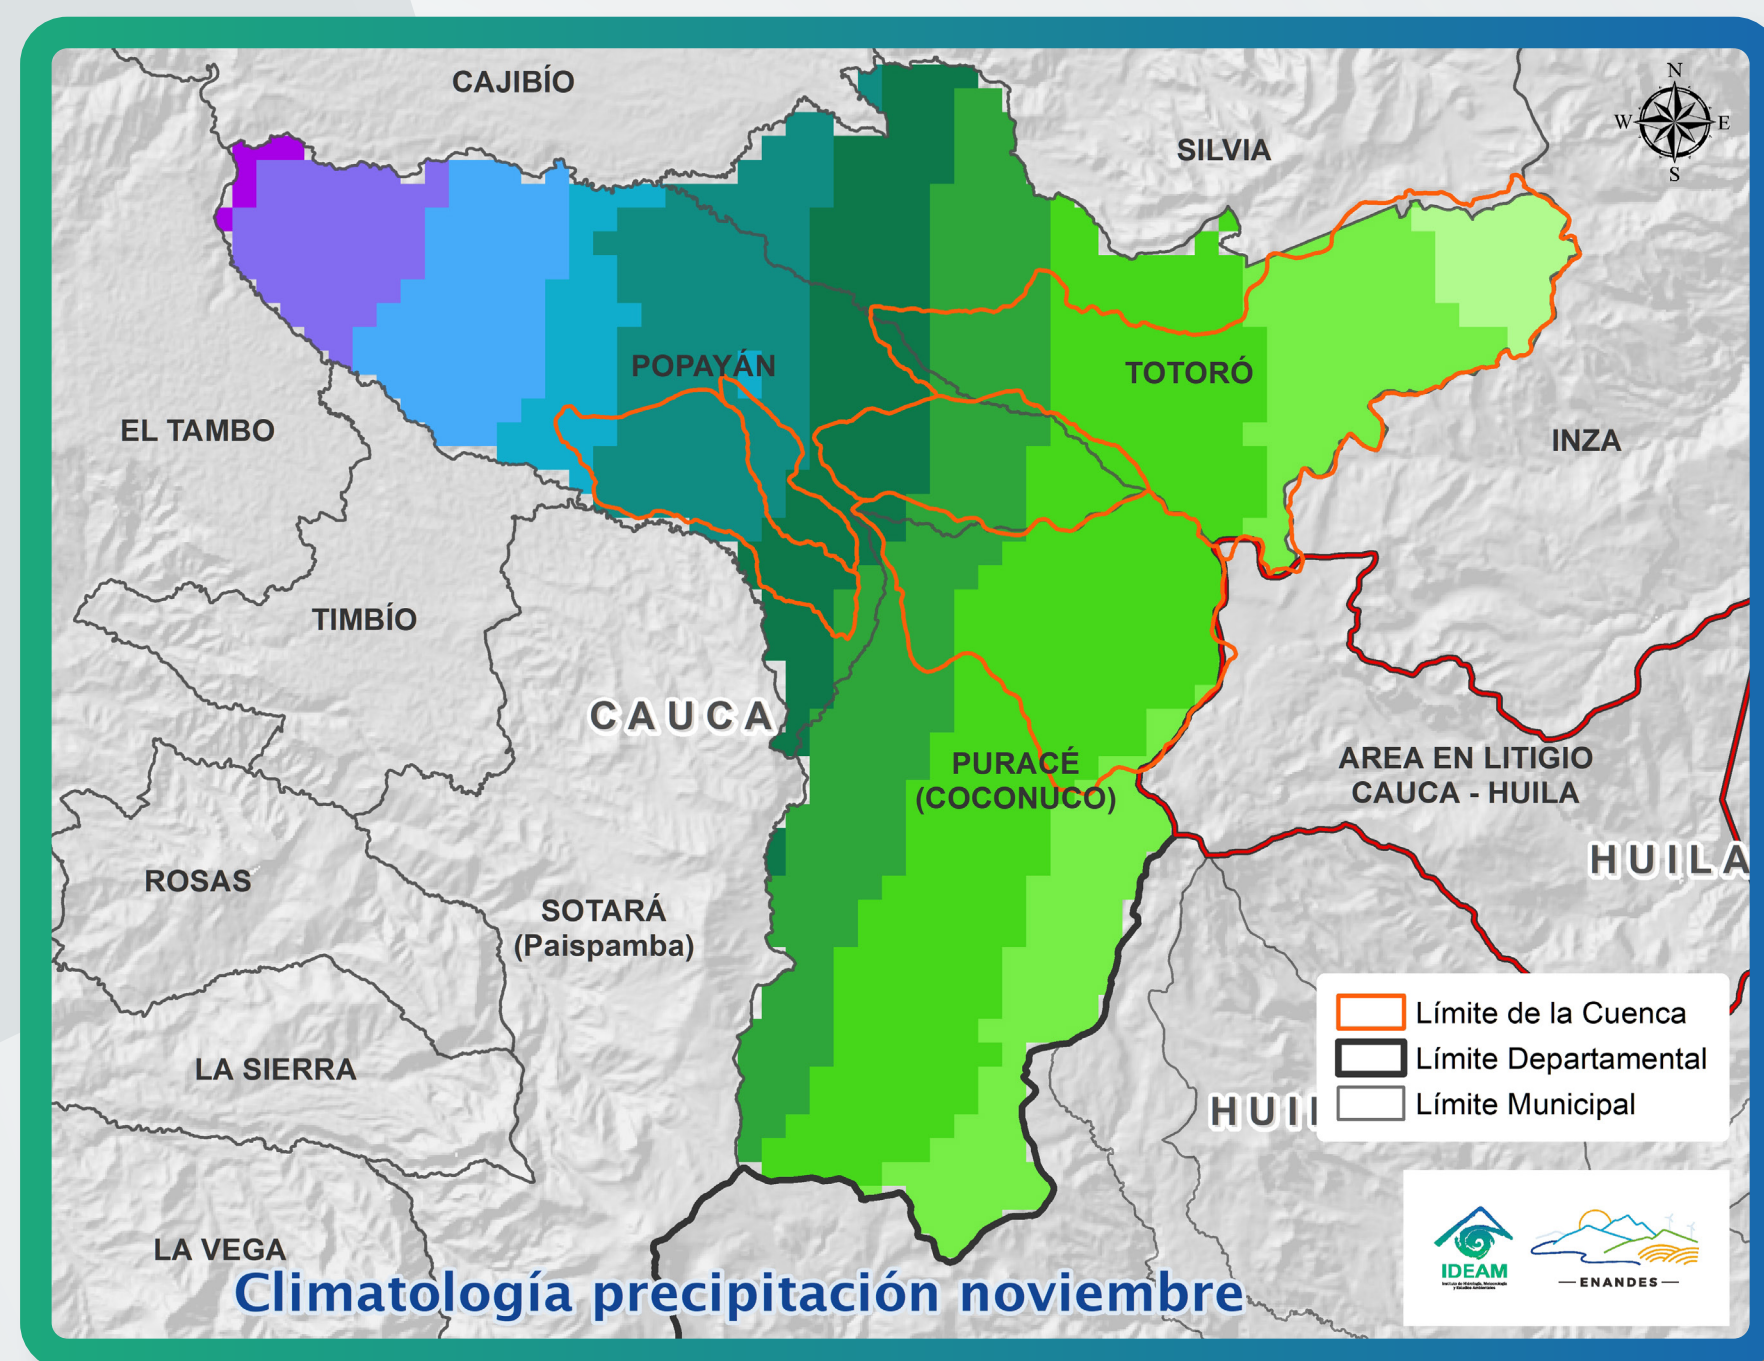 CAJIBÍO
SILVIA
N
W
E
S
POPAYÁN
TOTORÓ
EL TAMBO
INZA
TIMBÍO
CAUCA
PURACÉ
(COCONUCO)
AREA EN LITIGIO
CAUCA - HUILA
HUILA
ROSAS
SOTARÁ
(Paispamba)
LA SIERRA
Límite de la Cuenca
Límite Departamental
Límite Municipal
LA VEGA
Climatología precipitación noviembre
IDEAM
ENANDES